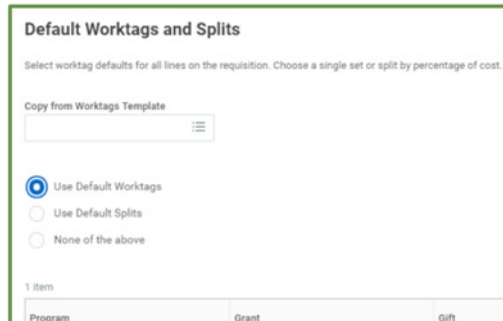 Default Worktags and Splits
Select worktag defaults for all lines on the requisition. Choose a single set or split by percentage of cost.
Copy from Worktags Template
Use Default Worktags
Use Default Splits
None of the above
1 item
Program Grant Gift